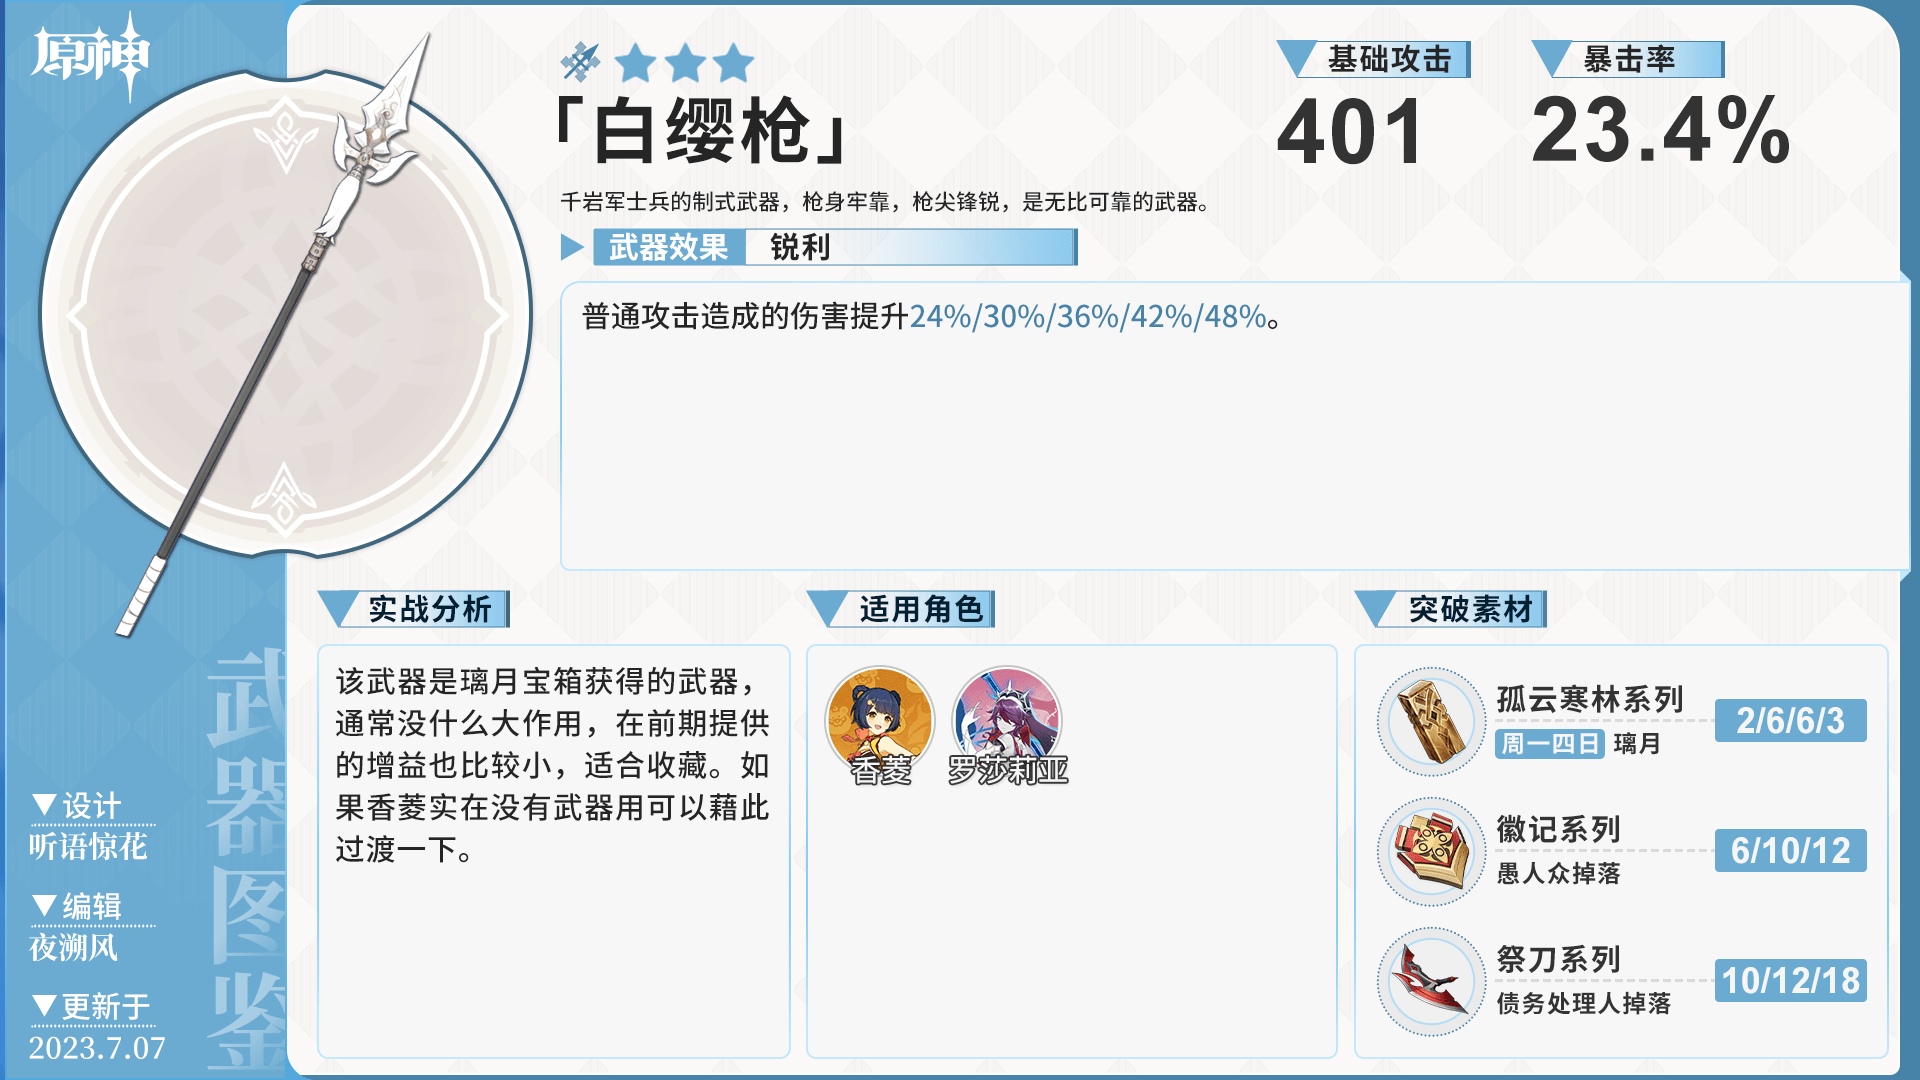 原神
「白缨枪」
千岩军士兵的制式武器，枪身牢靠，枪尖锋锐，是无比可靠的武器。
基础攻击
401
暴击率
23.4%
武器效果 锐利
普通攻击造成的伤害提升24%/30%/36%/42%/48%。
实战分析
该武器是璃月宝箱获得的武器，
通常没什么大作用，在前期提供
的增益也比较小，适合收藏。如
果香菱实在没有武器用可以藉此
过渡一下。
适用角色
香菱
罗莎莉亚
突破素材
孤云寒林系列
周一四日 璃月
2/6/6/3
徽记系列
愚人众掉落
6/10/12
祭刀系列
债务处理人掉落
10/12/18
武器图鉴
▼设计
听语惊花
▼编辑
夜溯风
▼更新于
2023.7.07